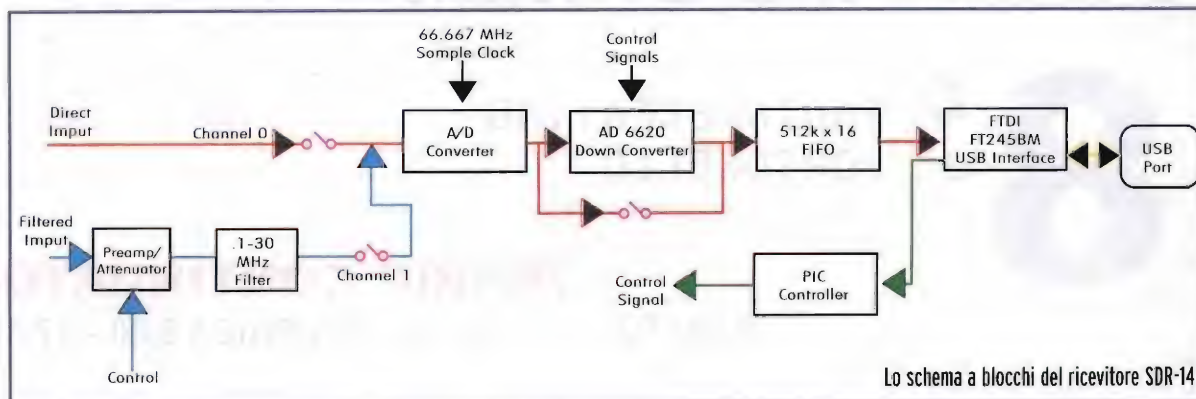 66.667 MHz
Somple Clock
Control
Signals
Direct
Imput
Channel 0
A/D
Converter
AD 6620
Down Converter
512k x 16
FIFO
FTDI
FT245BM
USB Interface
USB
Port
Filtered
Imput
Preamp/
Attenuator
.1-30
MHz
Filter
Channel 1
Control
Signal
PIC
Controller
Control
Lo schema a blocchi del ricevitore SDR-14